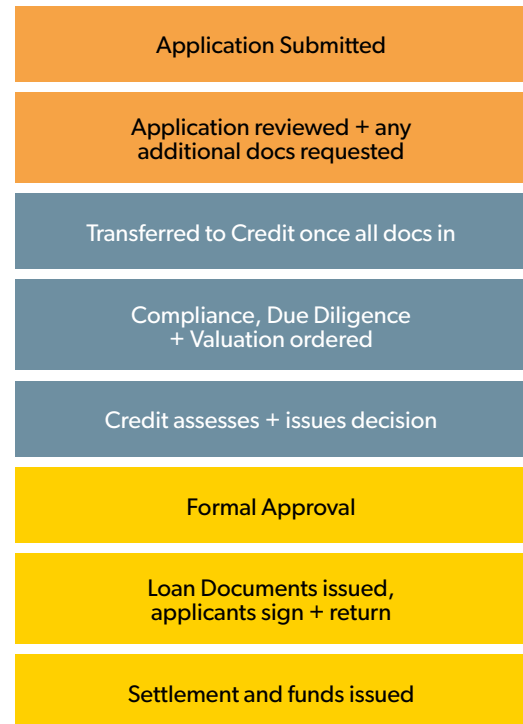 Application Submitted
Application reviewed + any
additional docs requested
Transferred to Credit once all docs in
Compliance, Due Diligence
+ Valuation ordered
Credit assesses + issues decision
Formal Approval
Loan Documents issued,
applicants sign + return
Settlement and funds issued